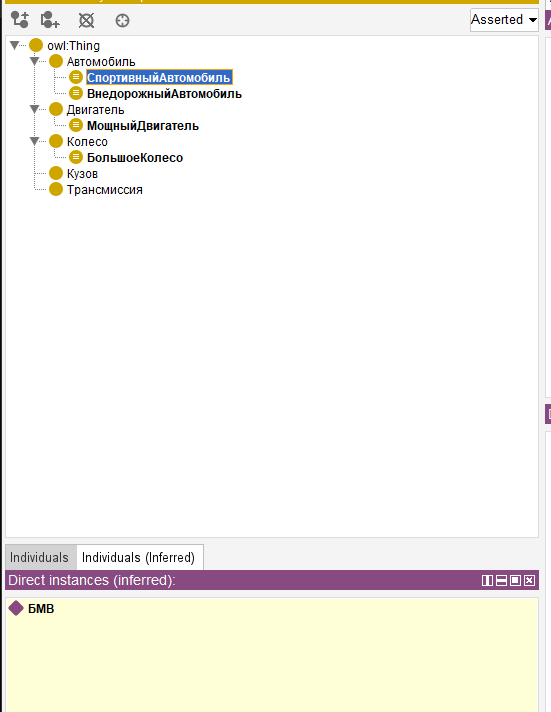 Asserted
owl:Thing
Автомобиль
СпортивныйАвтомобиль
ВнедорожныйАвтомобиль
Двигатель
МощныйДвигатель
Колесо
БольшоеКолесо
Кузов
Трансмиссия
Individuals
Individuals (Inferred)
Direct instances (inferred):
БМВ